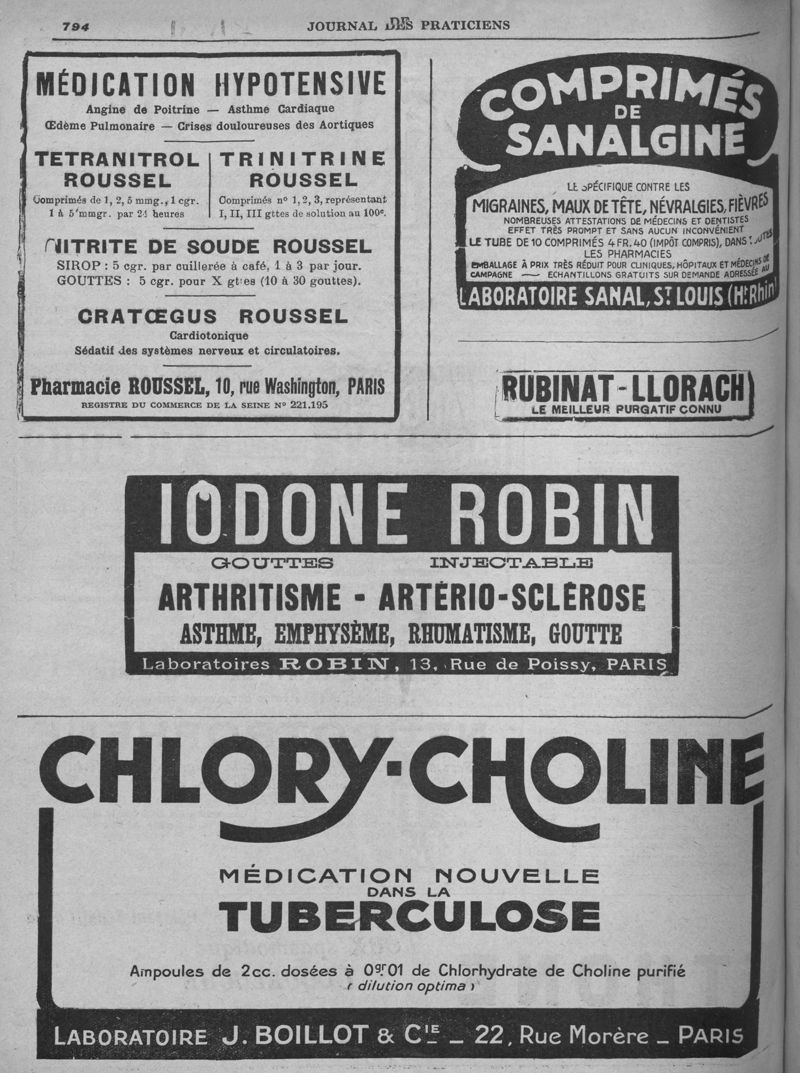 794
JOURNAL DES PRATICIENS
MÉDICATION HYPOTENSIVE
Angine de Poitrine — Asthme Cardiaque
Œdème Pulmonaire — Crises douloureuses des Aortiques
TETRANITROL
ROUSSEL
Comprimés de 1, 2, 5 mmg., 1 cgr.
1 à 5 mmgr. par 24 heures
TRINITRINE
ROUSSEL
Comprimés nº 1, 2, 3, représentant
I, II, III gttes de solution au 100e.
NITRITE DE SOUDE ROUSSEL
SIROP : 5 cgr. par cuillerée à café, 1 à 3 par jour.
GOUTTES : 5 cgr. pour X gttes (10 à 30 gouttes).
CRATŒGUS ROUSSEL
Cardiotonique
Sédatif des systèmes nerveux et circulatoires.
Pharmacie ROUSSEL, 10, rue Washington, PARIS
REGISTRE DU COMMERCE DE LA SEINE Nº 221.195
COMPRIMÉS
DE
SANALGINE
LE SPÉCIFIQUE CONTRE LES
MIGRAINES, MAUX DE TÊTE, NÉVRALGIES, FIÈVRES
NOMBREUSES ATTESTATIONS DE MÉDECINS ET DENTISTES
EFFET TRÈS PROMPT ET SANS AUCUN INCONVÉNIENT
LE TUBE DE 10 COMPRIMÉS 4 FR. 40 (IMPÔT COMPRIS), DANS TOUTES
LES PHARMACIES
EMBALLAGE À PRIX TRÈS RÉDUIT POUR CLINIQUES, HÔPITAUX ET MÉDECINS DE
CAMPAGNE — ECHANTILLONS GRATUITS SUR DEMANDE ADRESSÉE AU
LABORATOIRE SANAL, ST LOUIS (Ht Rhin)
RUBINAT-LLORACH
LE MEILLEUR PURGATIF CONNU
IODONE ROBIN
GOUTTES INJECTABLE
ARTHRITISME - ARTÉRIO-SCLÉROSE
ASTHME, EMPHYSÈME, RHUMATISME, GOUTTE
Laboratoires ROBIN, 13, Rue de Poissy, PARIS
CHLORY-CHOLINE
MÉDICATION NOUVELLE
DANS LA
TUBERCULOSE
Ampoules de 2cc. dosées à 0gr.01 de Chlorhydrate de Choline purifié
(dilution optima)
LABORATOIRE J. BOILLOT & CIE _ 22, Rue Morère _ PARIS